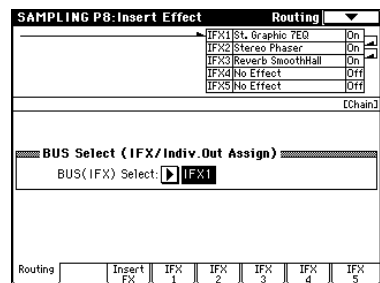 SAMPLING P8:Insert Effect Routing
IFX1 St. Graphic 7EQ On
IFX2 Stereo Phaser On
IFX3 Reverb SmoothHall On
IFX4 No Effect Off
IFX5 No Effect Off
[Chain]
BUS Select (IFX/Indiv.Out Assign)
BUS(IFX) Select: IFX1
Routing Insert FX IFX 1 IFX 2 IFX 3 IFX 4 IFX 5